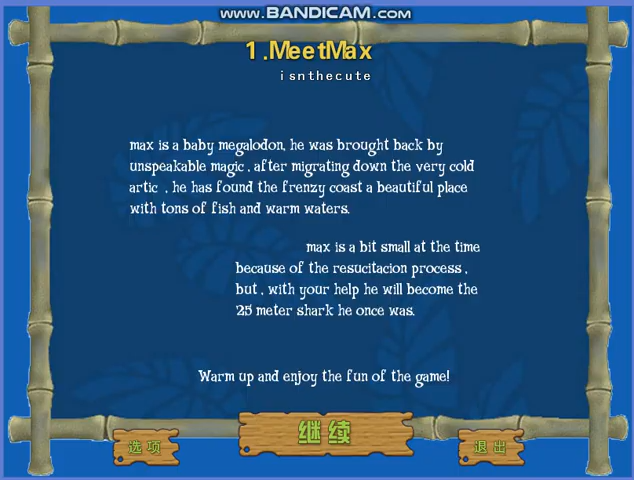 www.BANDICAM.com
1.MeetMax
isnthecute
max is a baby megalodon, he was brought back by
unspeakable magic , after migrating down the very cold
artic , he has found the frenzy coast a beautiful place
with tons of fish and warm waters.
max is a bit small at the time
because of the resucitacion process ,
but , with your help he will become the
25 meter shark he once was.
Warm up and enjoy the fun of the game!
选项
继续
退出